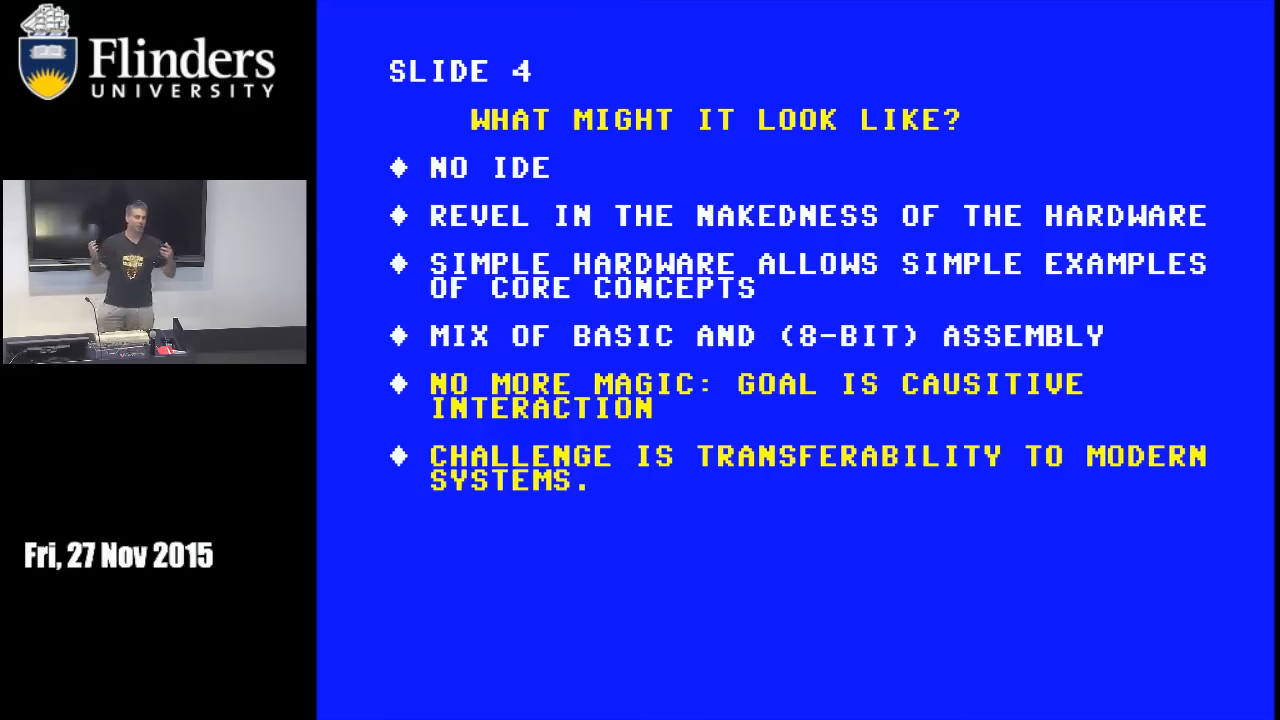 Flinders
UNIVERSITY
SLIDE 4
WHAT MIGHT IT LOOK LIKE?
♦ NO IDE
♦ REVEL IN THE NAKEDNESS OF THE HARDWARE
♦ SIMPLE HARDWARE ALLOWS SIMPLE EXAMPLES
OF CORE CONCEPTS
♦ MIX OF BASIC AND (8-BIT) ASSEMBLY
♦ NO MORE MAGIC: GOAL IS CAUSITIVE
INTERACTION
♦ CHALLENGE IS TRANSFERABILITY TO MODERN
SYSTEMS.
Fri, 27 Nov 2015